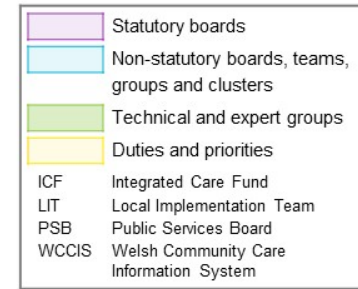 Statutory boards
Non-statutory boards, teams,
groups and clusters
Technical and expert groups
Duties and priorities
ICF Integrated Care Fund
LIT Local Implementation Team
PSB Public Services Board
WCCIS Welsh Community Care
Information System